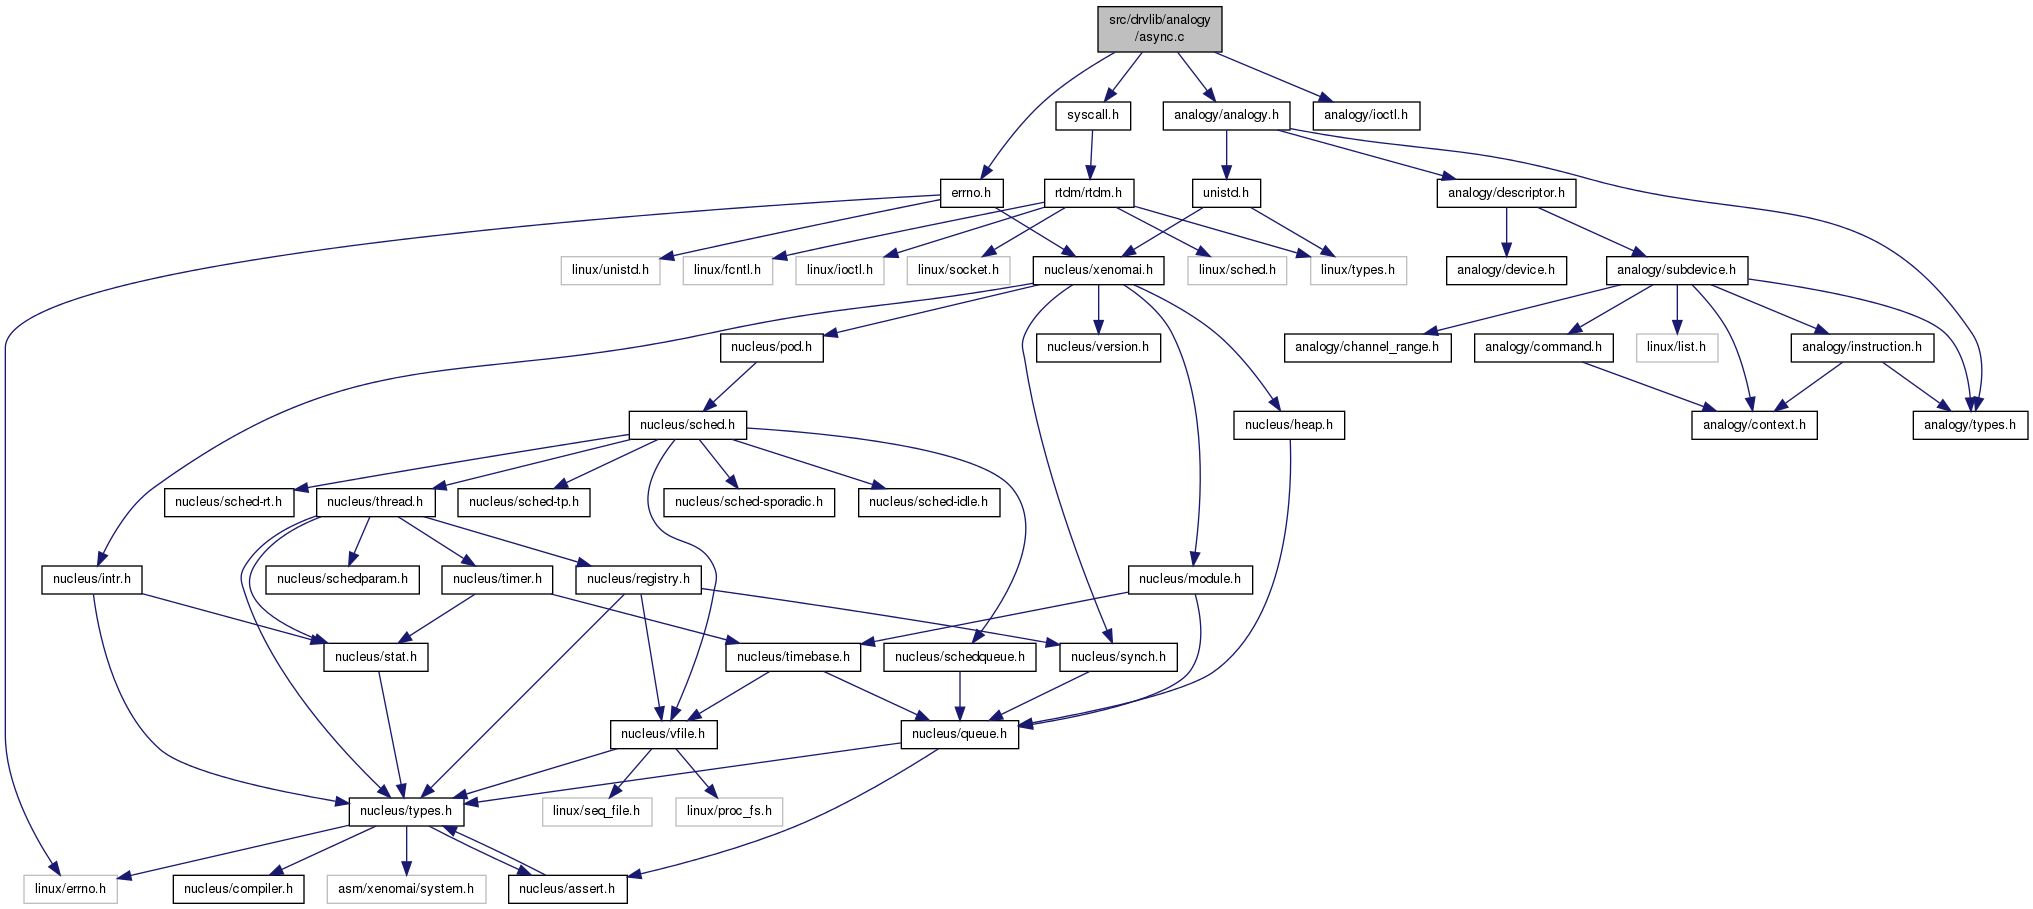 src/drvlib/analogy
/async.c
syscall.h
analogy/analogy.h
analogy/ioctl.h
errno.h
rtdm/rtdm.h
unistd.h
analogy/descriptor.h
linux/unistd.h
linux/fcntl.h
linux/ioctl.h
linux/socket.h
nucleus/xenomai.h
linux/sched.h
linux/types.h
analogy/device.h
analogy/subdevice.h
nucleus/pod.h
nucleus/version.h
analogy/channel_range.h
analogy/command.h
linux/list.h
analogy/instruction.h
nucleus/sched.h
nucleus/heap.h
analogy/context.h
analogy/types.h
nucleus/sched-rt.h
nucleus/thread.h
nucleus/sched-tp.h
nucleus/sched-sporadic.h
nucleus/sched-idle.h
nucleus/intr.h
nucleus/schedparam.h
nucleus/timer.h
nucleus/registry.h
nucleus/module.h
nucleus/stat.h
nucleus/timebase.h
nucleus/schedqueue.h
nucleus/synch.h
nucleus/vfile.h
nucleus/queue.h
nucleus/types.h
linux/seq_file.h
linux/proc_fs.h
linux/errno.h
nucleus/compiler.h
asm/xenomai/system.h
nucleus/assert.h